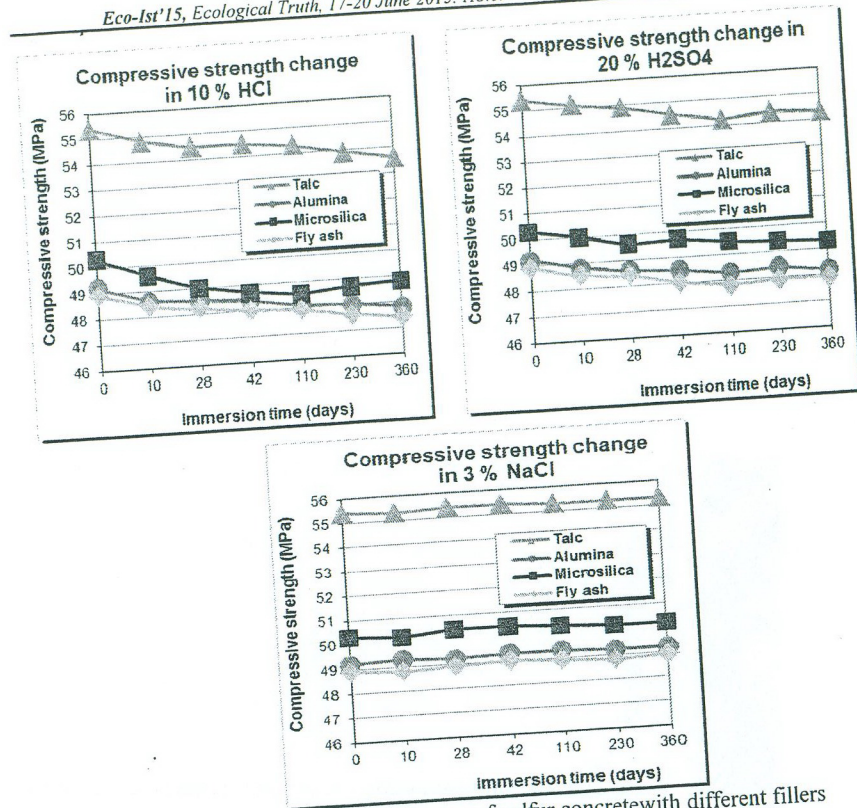 Eco-Ist'15, Ecological Truth, 17-20 June 2015.
Compressive strength change
in 10 % HCl
Compressive strength (MPa)
56
55
54
53
52
51
50
49
48
47
46
Talc
Alumina
Microsilica
Fly ash
0 10 28 42 110 230 360
Immersion time (days)
Compressive strength change in
20 % H2SO4
Compressive strength (MPa)
56
55
54
53
52
51
50
49
48
47
46
Talc
Alumina
Microsilica
Fly ash
0 10 28 42 110 230 360
Immersion time (days)
Compressive strength change
in 3 % NaCl
Compressive strength (MPa)
56
55
54
53
52
51
50
49
48
47
46
Talc
Alumina
Microsilica
Fly ash
0 10 28 42 110 230 360
Immersion time (days)
concretewith different fillers